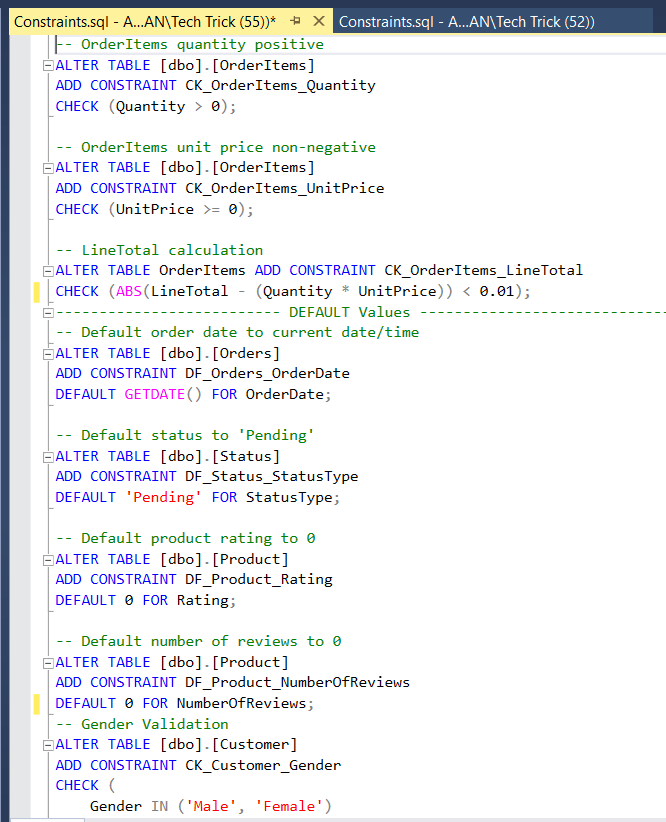 Constraints.sql - A...AN\Tech Trick (55))*
Constraints.sql - A...AN\Tech Trick (52))
-- OrderItems quantity positive
ALTER TABLE [dbo].[OrderItems]
ADD CONSTRAINT CK_OrderItems_Quantity
CHECK (Quantity > 0);
-- OrderItems unit price non-negative
ALTER TABLE [dbo].[OrderItems]
ADD CONSTRAINT CK_OrderItems_UnitPrice
CHECK (UnitPrice >= 0);
-- LineTotal calculation
ALTER TABLE OrderItems ADD CONSTRAINT CK_OrderItems_LineTotal
CHECK (ABS(LineTotal - (Quantity * UnitPrice)) < 0.01);
-------------------------- DEFAULT Values ----------------------------
-- Default order date to current date/time
ALTER TABLE [dbo].[Orders]
ADD CONSTRAINT DF_Orders_OrderDate
DEFAULT GETDATE() FOR OrderDate;
-- Default status to 'Pending'
ALTER TABLE [dbo].[Status]
ADD CONSTRAINT DF_Status_StatusType
DEFAULT 'Pending' FOR StatusType;
-- Default product rating to 0
ALTER TABLE [dbo].[Product]
ADD CONSTRAINT DF_Product_Rating
DEFAULT 0 FOR Rating;
-- Default number of reviews to 0
ALTER TABLE [dbo].[Product]
ADD CONSTRAINT DF_Product_NumberOfReviews
DEFAULT 0 FOR NumberOfReviews;
-- Gender Validation
ALTER TABLE [dbo].[Customer]
ADD CONSTRAINT CK_Customer_Gender
CHECK (
Gender IN ('Male', 'Female')